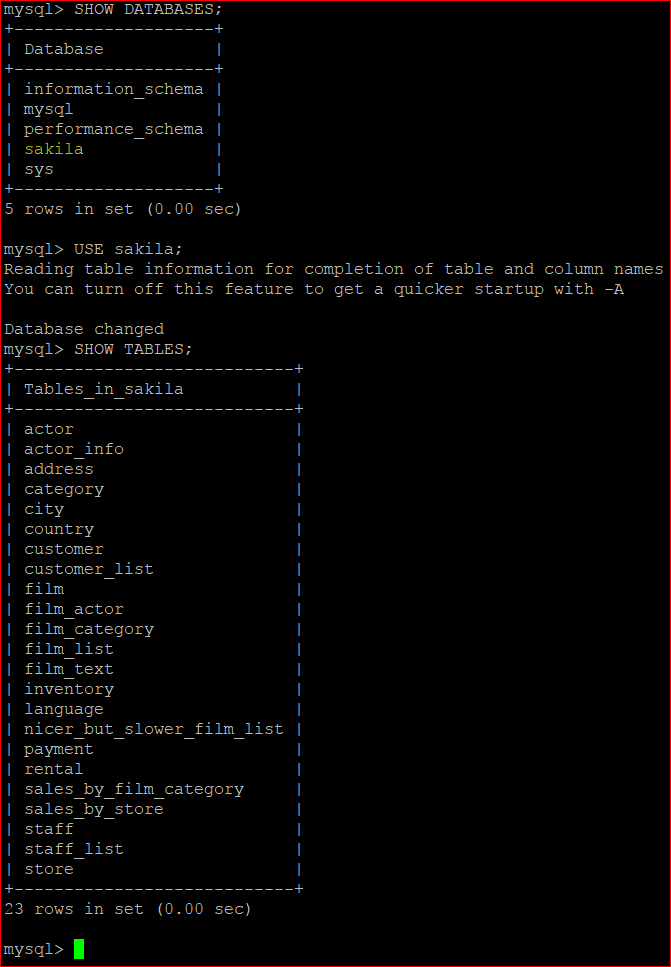 mysql> SHOW DATABASES;
+--------------------+
| Database           |
+--------------------+
| information_schema |
| mysql              |
| performance_schema |
| sakila             |
| sys                |
+--------------------+
5 rows in set (0.00 sec)

mysql> USE sakila;
Reading table information for completion of table and column names
You can turn off this feature to get a quicker startup with -A

Database changed
mysql> SHOW TABLES;
+----------------------------+
| Tables_in_sakila           |
+----------------------------+
| actor                      |
| actor_info                 |
| address                    |
| category                   |
| city                       |
| country                    |
| customer                   |
| customer_list              |
| film                       |
| film_actor                 |
| film_category              |
| film_list                  |
| film_text                  |
| inventory                  |
| language                   |
| nicer_but_slower_film_list |
| payment                    |
| rental                     |
| sales_by_film_category     |
| sales_by_store             |
| staff                      |
| staff_list                 |
| store                      |
+----------------------------+
23 rows in set (0.00 sec)

mysql>